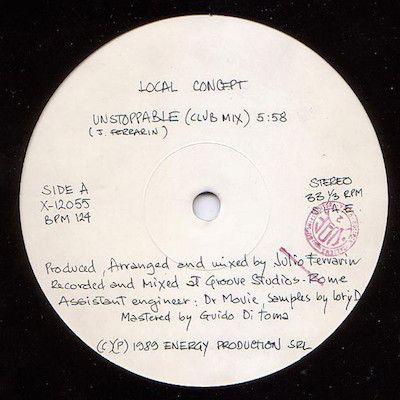 LOCAL CONCEPT
UNSTOPPABLE (CLUB MIX) 5:58
(J. FERRARIN)
SIDE A
X-12055
BPM 124
STEREO
33 1/3 RPM
S.I.A.E.
Produced, Arranged and mixed by Julio Ferrarin
Recorded and Mixed at Groove Studios - Rome
Assistant engineer: Dr Movie, samples by Lory D
Mastered by Guido Di Toma
(C)(P) 1989 ENERGY PRODUCTION SRL